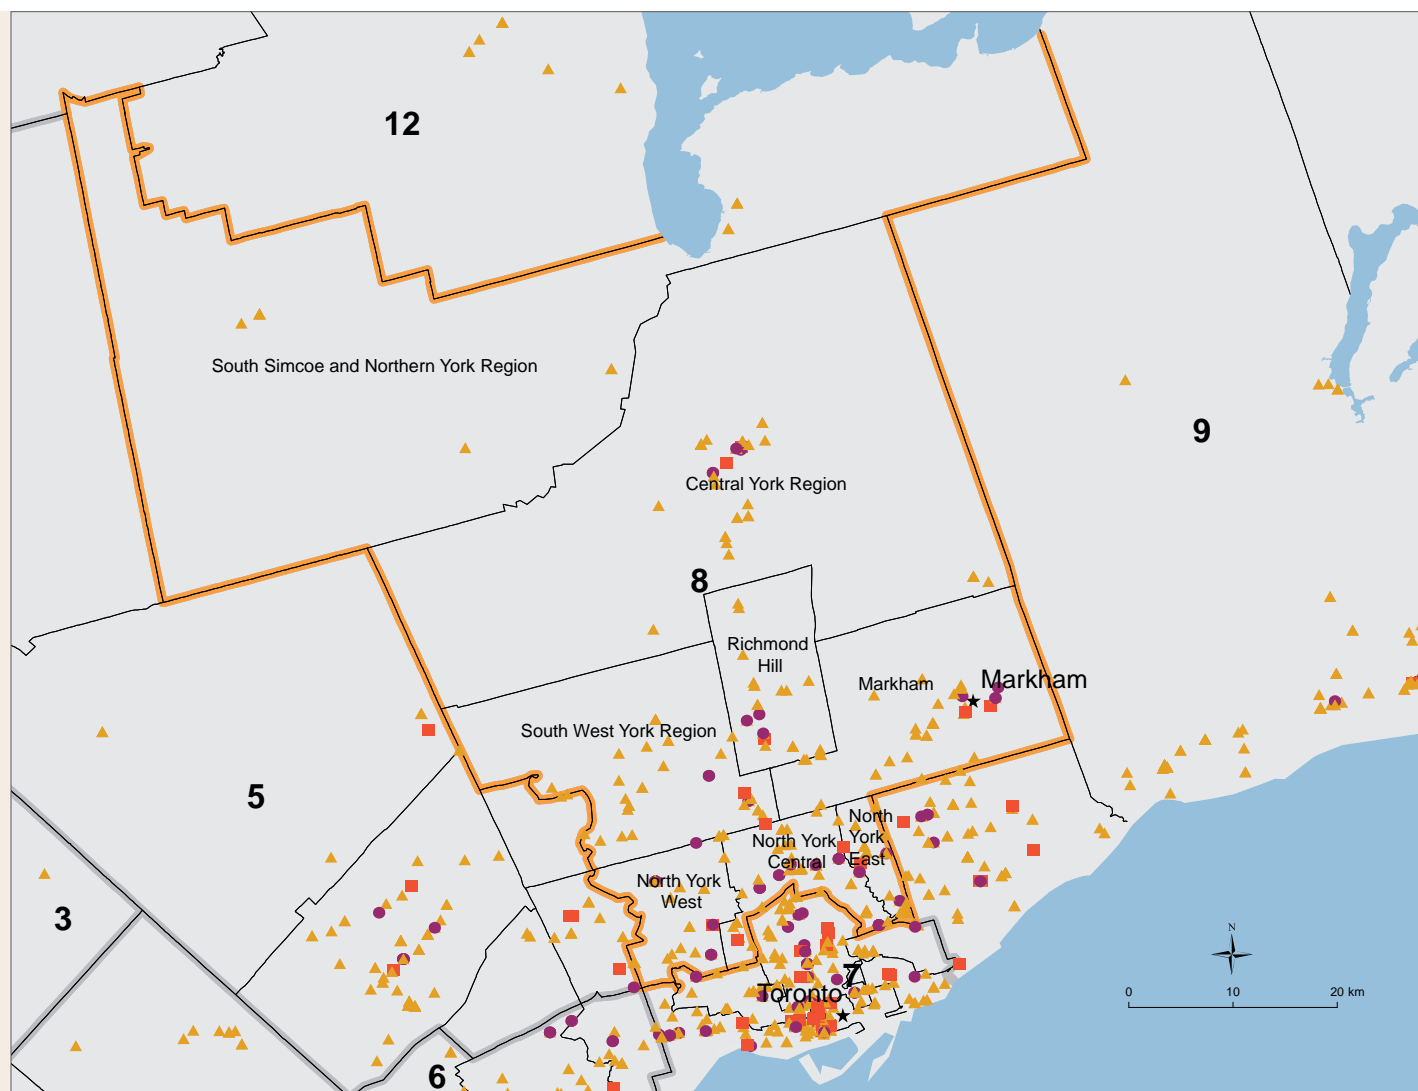 12
South Simcoe and Northern York Region
9
Central York Region
8
Richmond
Hill
Markham
Markham
South West York Region
5
North York
Central
North
York
East
North York
West
3
N
7
Toronto
0
10
20 km
6